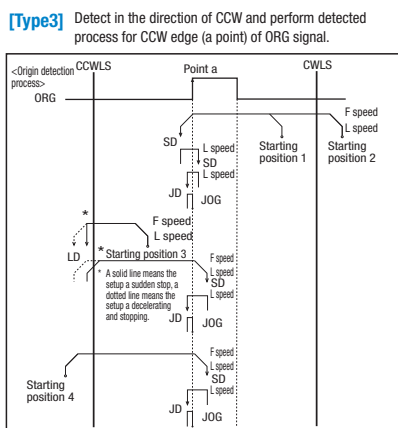 [Type3] Detect in the direction of CCW and perform detected
process for CCW edge (a point) of ORG signal.
<Origin detection
process>
CCWLS
Point a
CWLS
ORG
F speed
L speed
SD
Starting
position 1
Starting
position 2
L speed
SD
L speed
JD
JOG
*
F speed
L speed
LD
*
Starting position 3
F speed
* A solid line means the
setup a sudden stop, a
dotted line means the
setup a decelerating
and stopping.
L speed
SD
L speed
JD
JOG
F speed
L speed
SD
Starting
position 4
L speed
JD
JOG